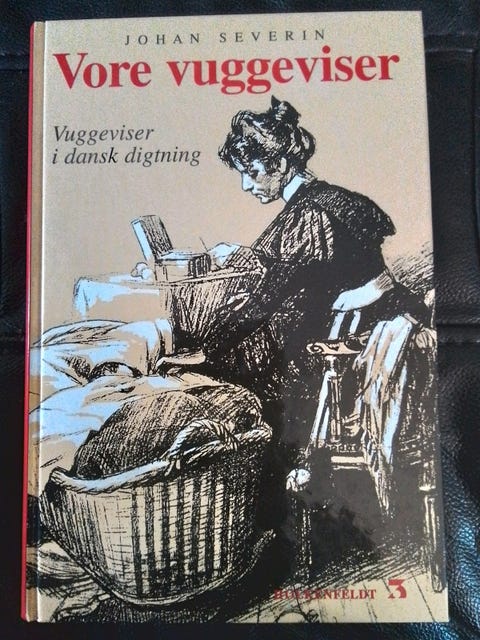 JOHAN SEVERIN
Vore vuggeviser
Vuggeviser
i dansk digtning
HOLKENFELDT 3